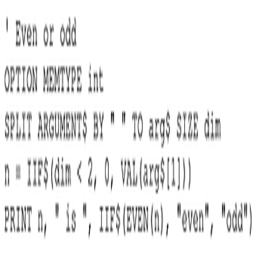 ' Even or odd
OPTION MEMTYPE int
SPLIT ARGUMENT$ BY " " TO arg$ SIZE dim
n = IIF$(dim < 2, 0, VAL(arg$[1]))
PRINT n, " is ", IIF$(EVEN(n), "even", "odd")